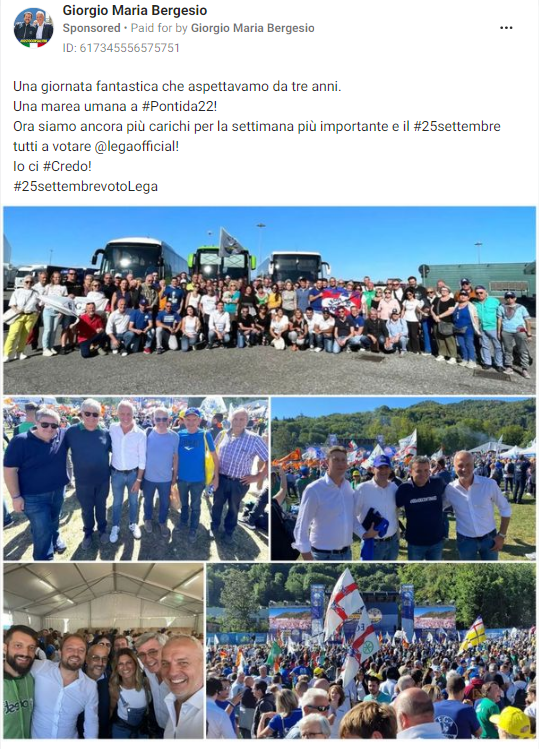 Giorgio Maria Bergesio
Sponsored • Paid for by Giorgio Maria Bergesio
ID: 617345556575751
Una giornata fantastica che aspettavamo da tre anni.
Una marea umana a #Pontida22!
Ora siamo ancora più carichi per la settimana più importante e il #25settembre
tutti a votare @legaofficial!
Io ci #Credo!
#25settembrevotoLega